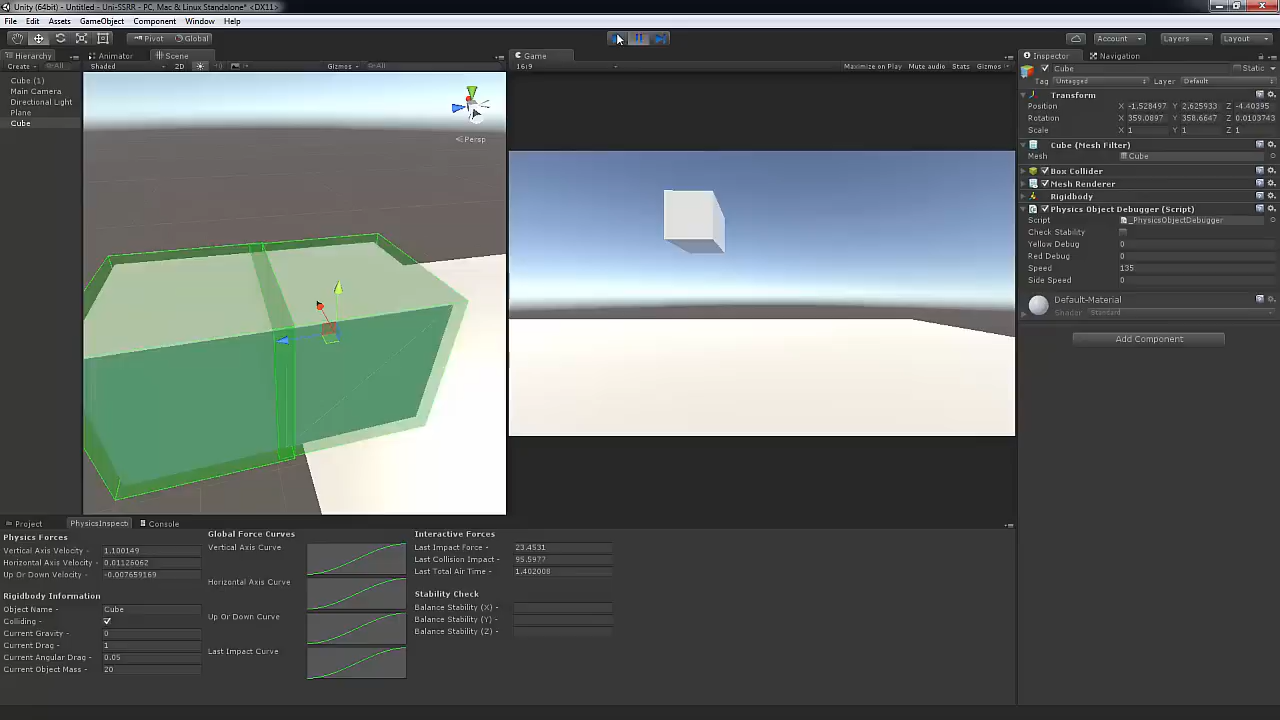 Unity (64bit) - Untitled - Uni-SSRR - PC, Mac & Linux Standalone* <DX11>
File Edit Assets GameObject Component Window Help
Pivot Global Account Layers Layout
Hierarchy Animator Scene Game Inspector Navigation
Create All Shaded 2D Gizmos All 16:9 Maximize on Play Mute audio Stats Gizmos
Cube (1)
Main Camera
Directional Light
Plane
Cube
Persp
Cube Static
Tag Untagged Layer Default
Transform
Position X -1.528497 Y 2.625933 Z -4.40395
Rotation X 359.0897 Y 358.6647 Z 0.0103743
Scale X 1 Y 1 Z 1
Cube (Mesh Filter)
Mesh Cube
Box Collider
Mesh Renderer
Rigidbody
Physics Object Debugger (Script)
Script _PhysicsObjectDebugger
Check Stability
Yellow Debug 0
Red Debug 0
Speed 135
Side Speed 0
Default-Material
Shader Standard
Add Component
Project PhysicsInspecti Console
Physics Forces
Vertical Axis Velocity - 1.100149
Horizontal Axis Velocity - 0.01126062
Up Or Down Velocity - -0.007659169
Rigidbody Information
Object Name - Cube
Colliding -
Current Gravity - 0
Current Drag - 1
Current Angular Drag - 0.05
Current Object Mass - 20
Global Force Curves
Vertical Axis Curve
Horizontal Axis Curve
Up Or Down Curve
Last Impact Curve
Interactive Forces
Last Impact Force - 23.4531
Last Collision Impact - 95.5977
Last Total Air Time - 1.402008
Stability Check
Balance Stability (X) -
Balance Stability (Y) -
Balance Stability (Z) -